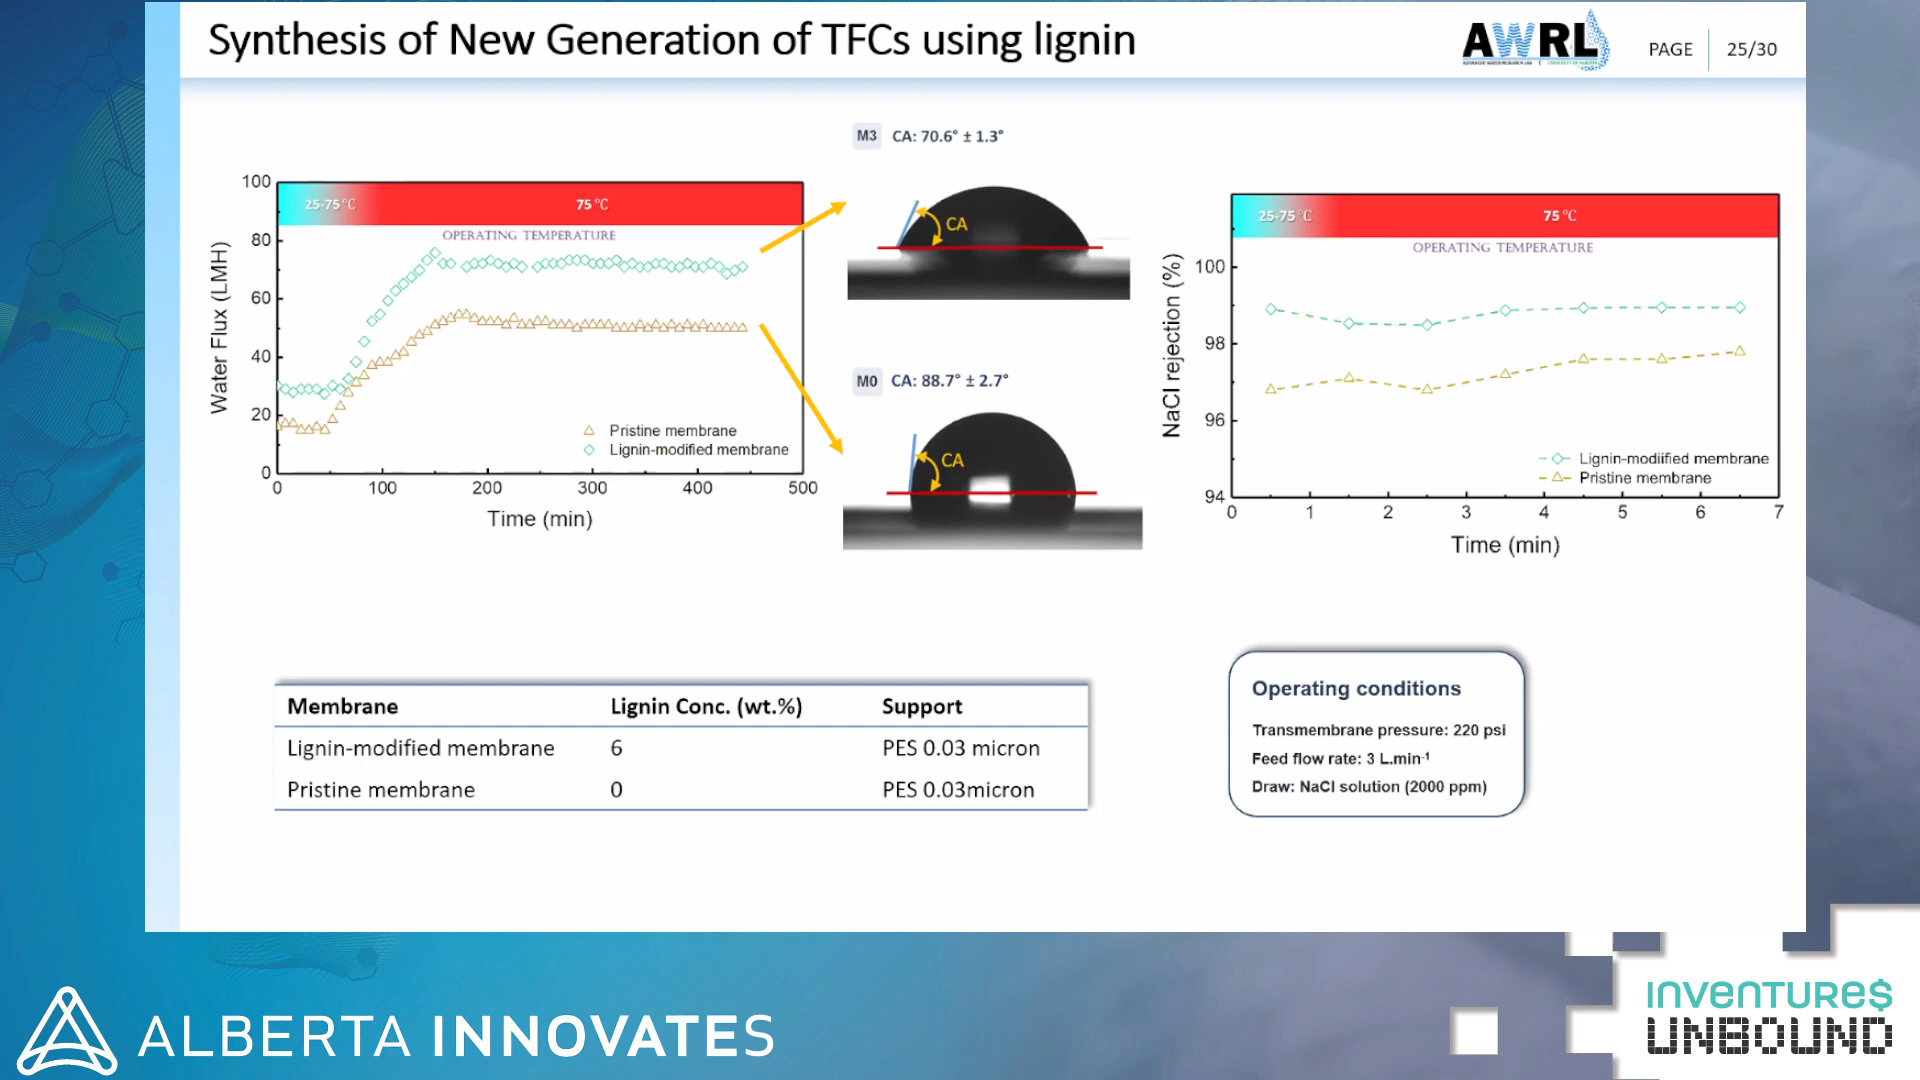 Synthesis of New Generation of TFCs using lignin
AWRL
PAGE 25/30
M3 CA: 70.6° ± 1.3°
CA
M0 CA: 88.7° ± 2.7°
CA
100
80
60
40
20
0
Water Flux (LMH)
25-75 °C 75 °C
OPERATING TEMPERATURE
Pristine membrane
Lignin-modified membrane
0 100 200 300 400 500
Time (min)
25-75 °C 75 °C
OPERATING TEMPERATURE
100
98
96
94
NaCl rejection (%)
Lignin-modiified membrane
Pristine membrane
0 1 2 3 4 5 6 7
Time (min)
Membrane Lignin Conc. (wt.%) Support
Lignin-modified membrane 6 PES 0.03 micron
Pristine membrane 0 PES 0.03micron
Operating conditions
Transmembrane pressure: 220 psi
Feed flow rate: 3 L.min-1
Draw: NaCl solution (2000 ppm)
ALBERTA INNOVATES
INVENTURE$
UNBOUND